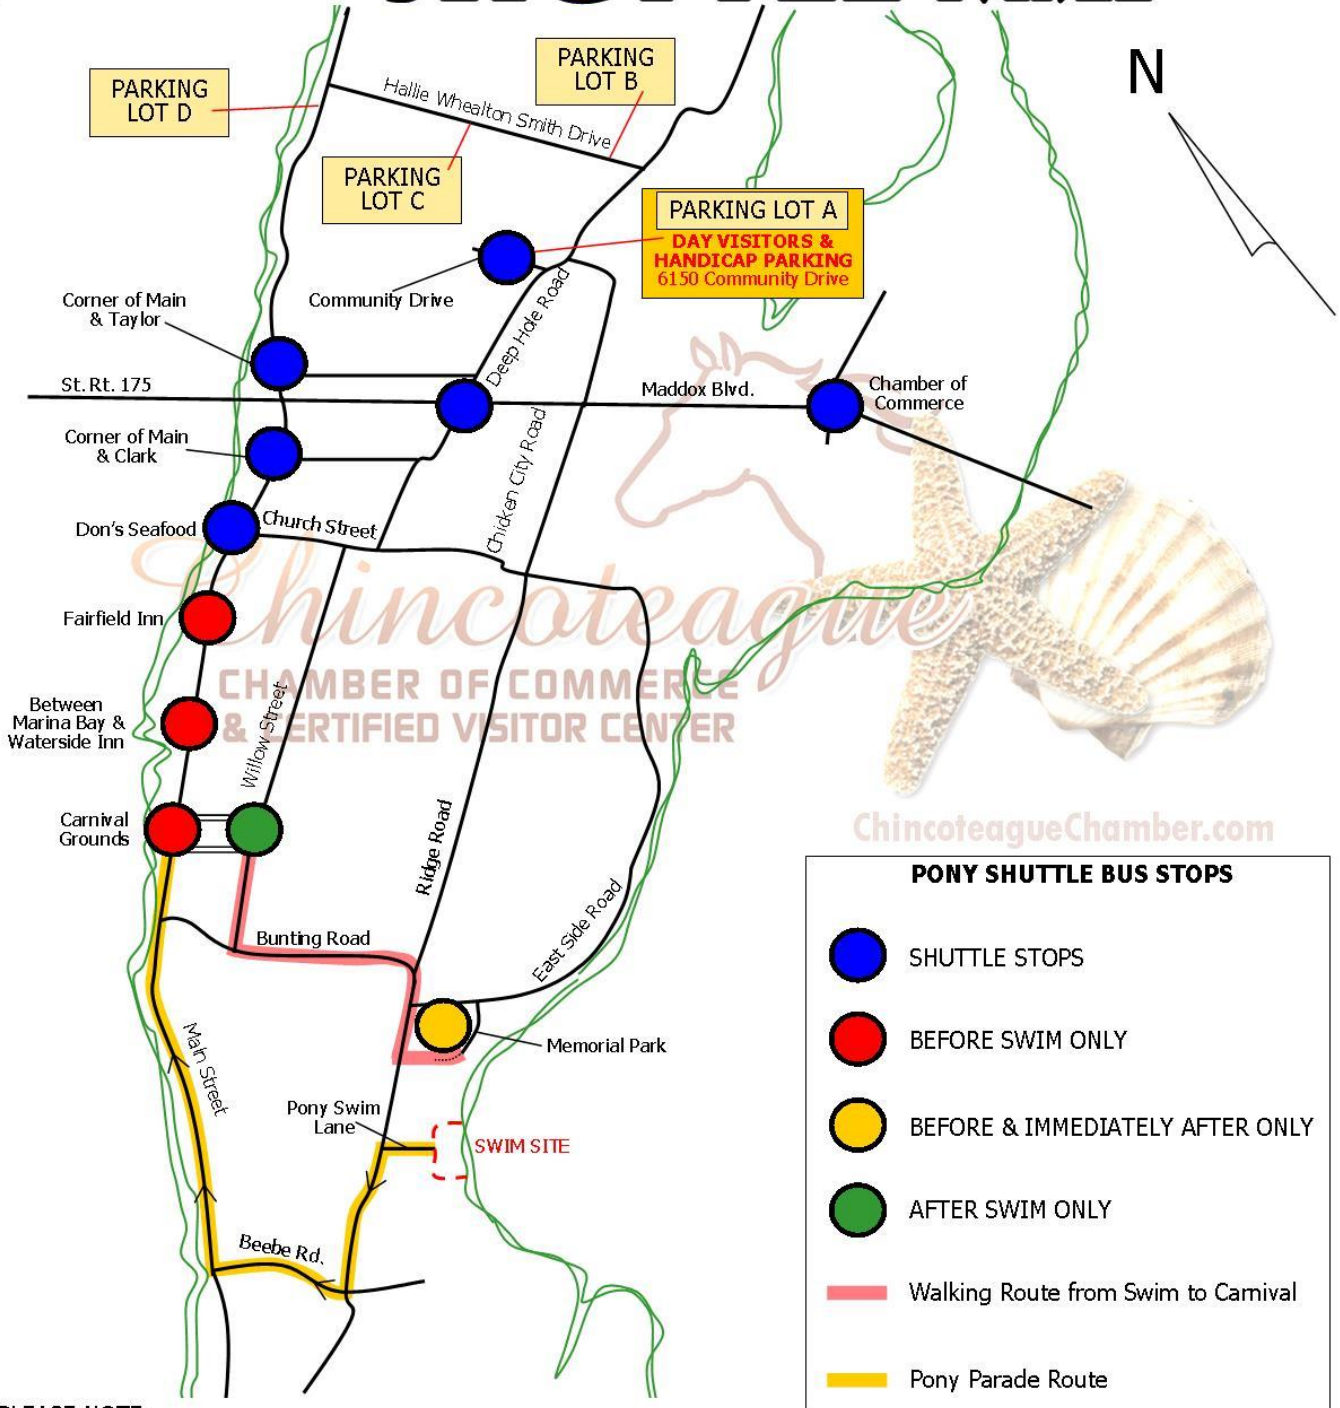 N
PARKING
LOT B
PARKING
LOT D
Hallie Whealton Smith Drive
PARKING
LOT C
PARKING LOT A
DAY VISITORS &
HANDICAP PARKING
6150 Community Drive
Community Drive
Corner of Main
& Taylor
Deep Hole Road
St. Rt. 175
Maddox Blvd.
Chamber of
Commerce
Corner of Main
& Clark
Chicken City Road
Don's Seafood
Church Street
Chincoteague
CHAMBER OF COMMERCE
& CERTIFIED VISITOR CENTER
Fairfield Inn
Between
Marina Bay &
Waterside Inn
Willow Street
Carnival
Grounds
Ridge Road
ChincoteagueChamber.com
East Side Road
Bunting Road
Memorial Park
Main Street
Pony Swim
Lane
SWIM SITE
Beebe Rd.
PONY SHUTTLE BUS STOPS
SHUTTLE STOPS
BEFORE SWIM ONLY
BEFORE & IMMEDIATELY AFTER ONLY
AFTER SWIM ONLY
Walking Route from Swim to Carnival
Pony Parade Route